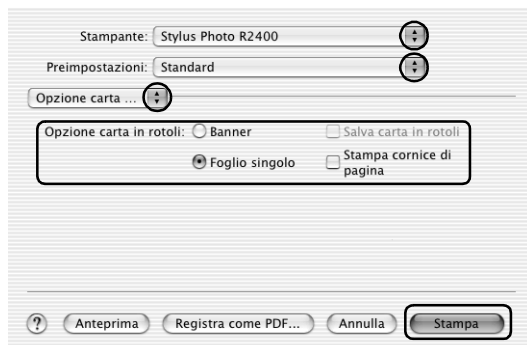 Stampante: Stylus Photo R2400
Preimpostazioni: Standard
Opzione carta ...
Opzione carta in rotoli: Banner Salva carta in rotoli
Foglio singolo Stampa cornice di
pagina
? Anteprima Registra come PDF... Annulla Stampa